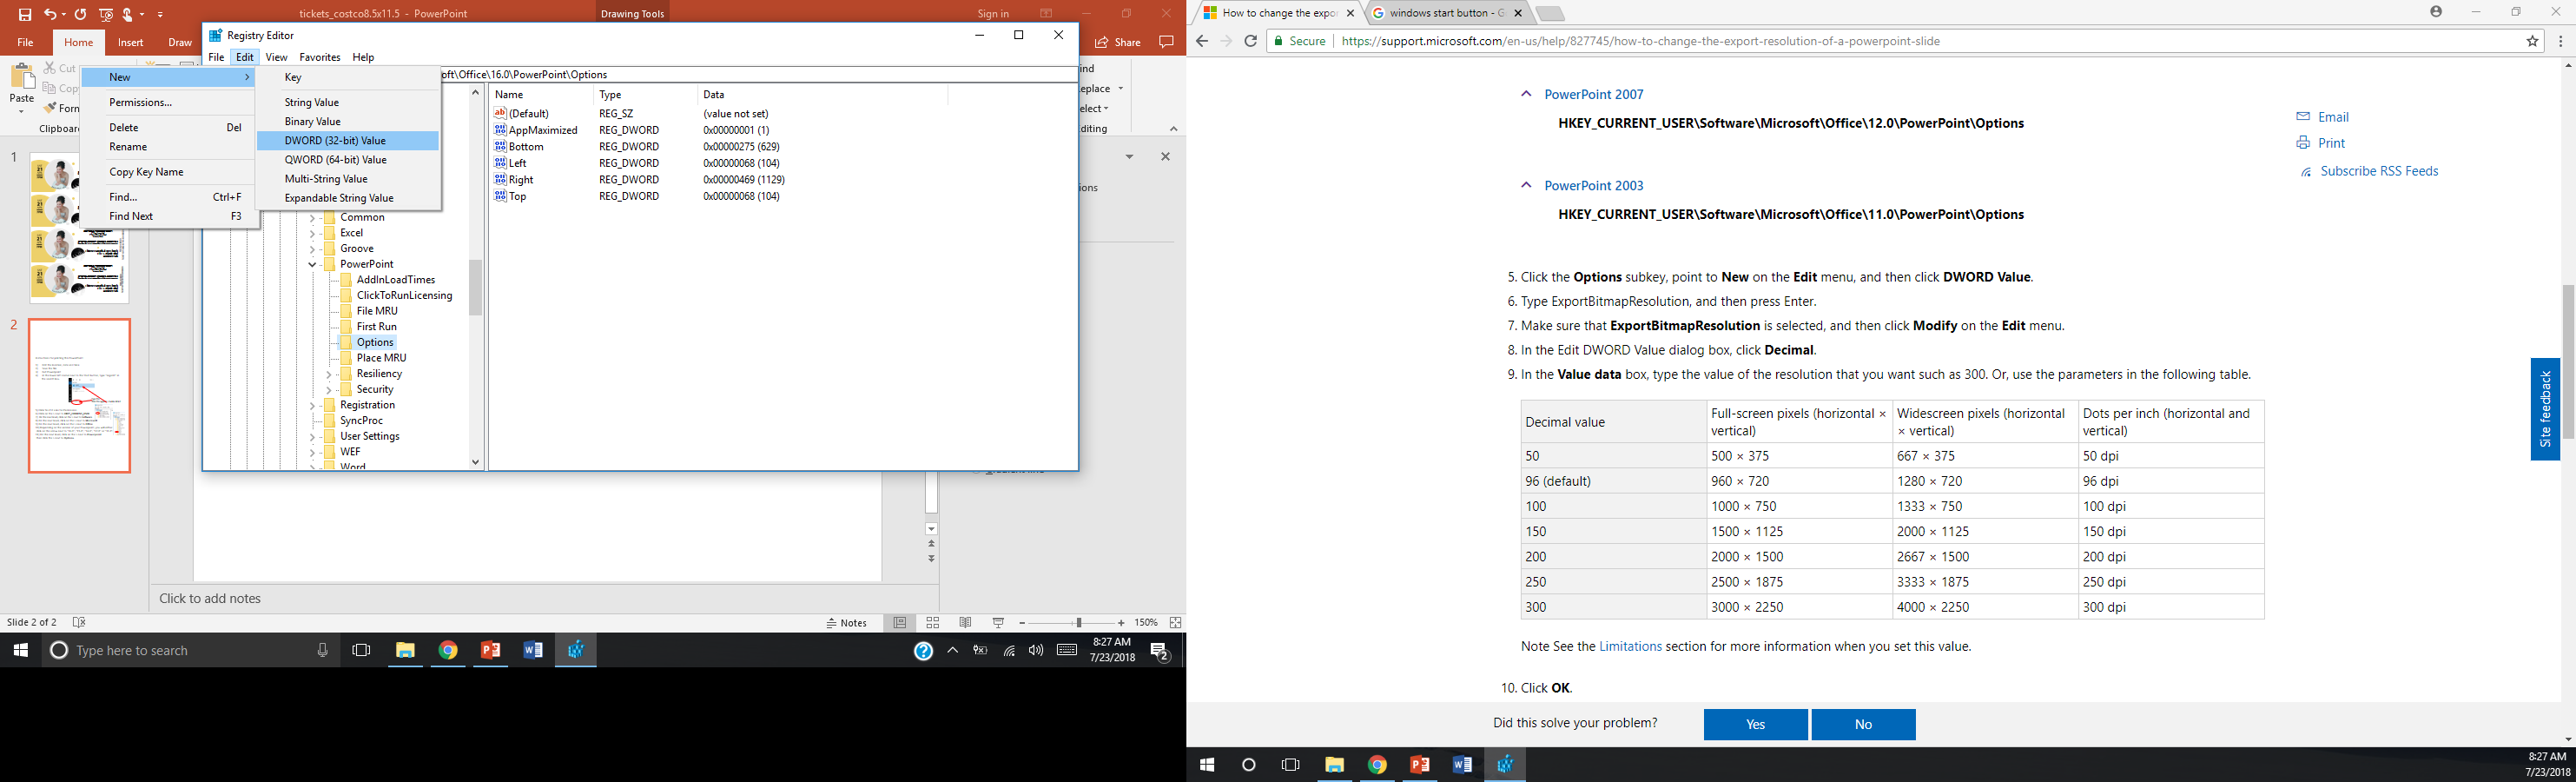 tickets_costco8.5x11.5 - PowerPoint
Drawing Tools
Sign in
File
Home
Insert
Draw
Share
Paste
Cut
Clipboar
Registry Editor
File Edit View Favorites Help
oft\Office\16.0\PowerPoint\Options
New
Permissions...
Delete Del
Rename
Copy Key Name
Find... Ctrl+F
Find Next F3
Key
String Value
Binary Value
DWORD (32-bit) Value
QWORD (64-bit) Value
Multi-String Value
Expandable String Value
Name Type Data
(Default) REG_SZ (value not set)
AppMaximized REG_DWORD 0x00000001 (1)
Bottom REG_DWORD 0x00000275 (629)
Left REG_DWORD 0x00000068 (104)
Right REG_DWORD 0x00000469 (1129)
Top REG_DWORD 0x00000068 (104)
Common
Excel
Groove
PowerPoint
AddInLoadTimes
ClickToRunLicensing
File MRU
First Run
Options
Place MRU
Resiliency
Security
Registration
SyncProc
User Settings
WEF
Word
ind
eplace
elect
diting
ions
1
2
Click to add notes
Slide 2 of 2
Notes
150%
Type here to search
8:27 AM
7/23/2018
2
How to change the expor
windows start button - G
Secure
https://support.microsoft.com/en-us/help/827745/how-to-change-the-export-resolution-of-a-powerpoint-slide
PowerPoint 2007
HKEY_CURRENT_USER\Software\Microsoft\Office\12.0\PowerPoint\Options
PowerPoint 2003
HKEY_CURRENT_USER\Software\Microsoft\Office\11.0\PowerPoint\Options
Email
Print
Subscribe RSS Feeds
5. Click the Options subkey, point to New on the Edit menu, and then click DWORD Value.
6. Type ExportBitmapResolution, and then press Enter.
7. Make sure that ExportBitmapResolution is selected, and then click Modify on the Edit menu.
8. In the Edit DWORD Value dialog box, click Decimal.
9. In the Value data box, type the value of the resolution that you want such as 300. Or, use the parameters in the following table.
Decimal value Full-screen pixels (horizontal × vertical) Widescreen pixels (horizontal × vertical) Dots per inch (horizontal and vertical)
50 500 × 375 667 × 375 50 dpi
96 (default) 960 × 720 1280 × 720 96 dpi
100 1000 × 750 1333 × 750 100 dpi
150 1500 × 1125 2000 × 1125 150 dpi
200 2000 × 1500 2667 × 1500 200 dpi
250 2500 × 1875 3333 × 1875 250 dpi
300 3000 × 2250 4000 × 2250 300 dpi
Note See the Limitations section for more information when you set this value.
10. Click OK.
Site feedback
Did this solve your problem?
Yes
No
8:27 AM
7/23/2018